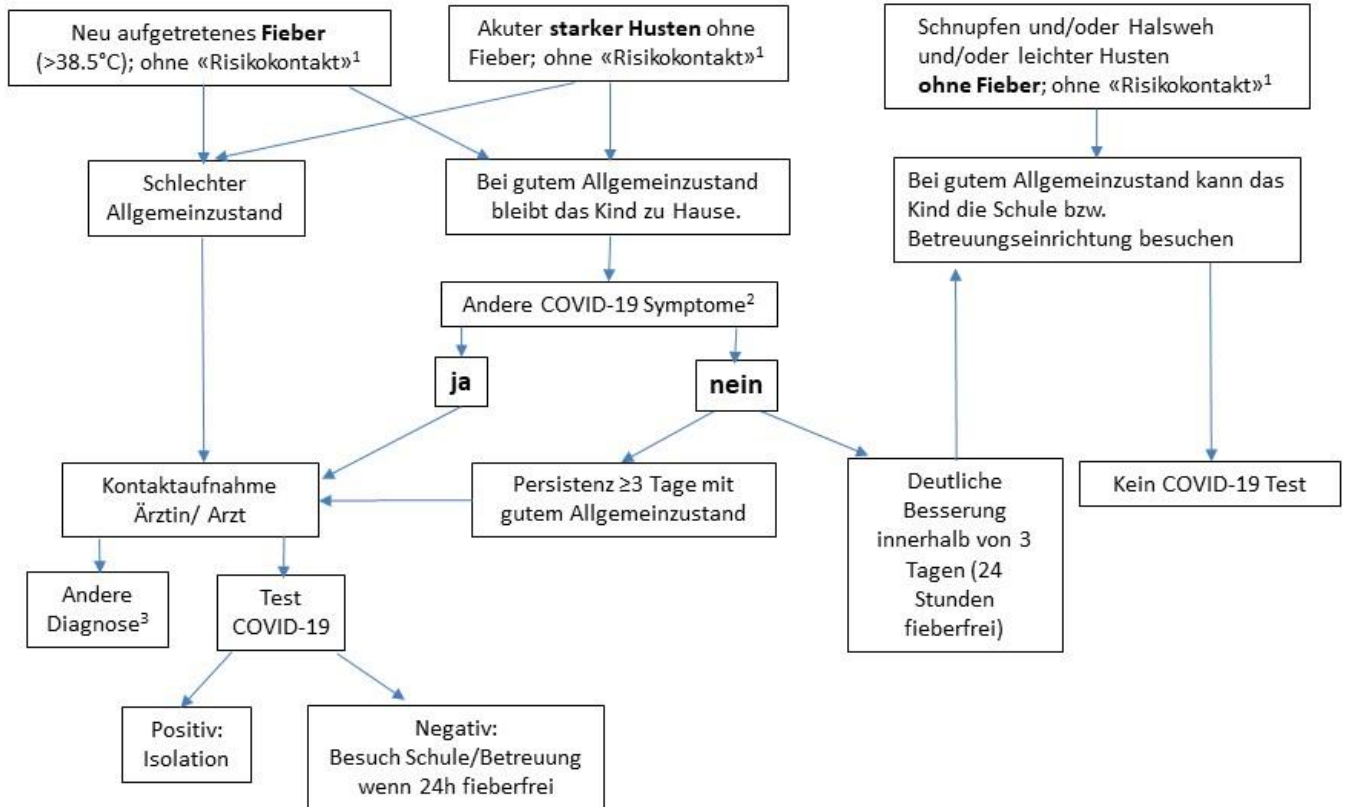 Neu aufgetretenes Fieber
(>38.5°C); ohne «Risikokontakt»¹
Akuter starker Husten ohne
Fieber; ohne «Risikokontakt»¹
Schnupfen und/oder Halsweh
und/oder leichter Husten
ohne Fieber; ohne «Risikokontakt»¹
Schlechter
Allgemeinzustand
Bei gutem Allgemeinzustand
bleibt das Kind zu Hause.
Bei gutem Allgemeinzustand kann das
Kind die Schule bzw.
Betreuungseinrichtung besuchen
Andere COVID-19 Symptome²
ja
nein
Kontaktaufnahme
Ärztin/ Arzt
Persistenz ≥3 Tage mit
gutem Allgemeinzustand
Deutliche
Besserung
innerhalb von 3
Tagen (24
Stunden
fieberfrei)
Kein COVID-19 Test
Andere
Diagnose³
Test
COVID-19
Positiv:
Isolation
Negativ:
Besuch Schule/Betreuung
wenn 24h fieberfrei